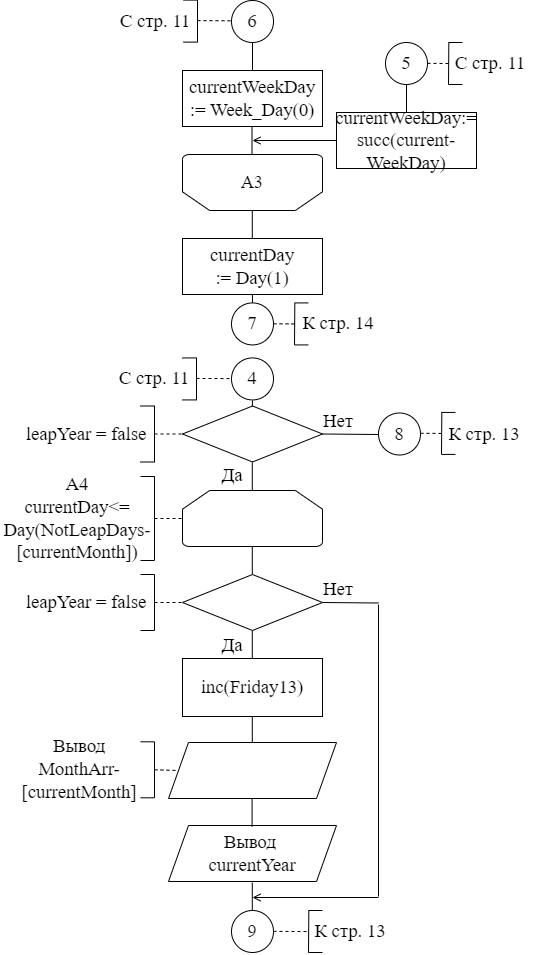 С стр. 11
6
5
С стр. 11
currentWeekDay
:= Week_Day(0)
currentWeekDay:=
succ(current-
WeekDay)
A3
currentDay
:= Day(1)
7
К стр. 14
С стр. 11
4
leapYear = false
Нет
8
К стр. 13
Да
A4
currentDay<=
Day(NotLeapDays-
[currentMonth])
leapYear = false
Нет
Да
inc(Friday13)
Вывод
MonthArr-
[currentMonth]
Вывод
currentYear
9
К стр. 13